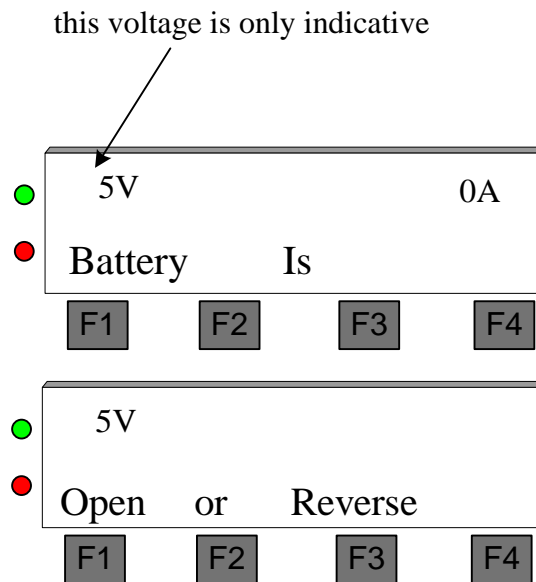 this voltage is only indicative
5V 0A
Battery Is
F1 F2 F3 F4
5V
Open or Reverse
F1 F2 F3 F4